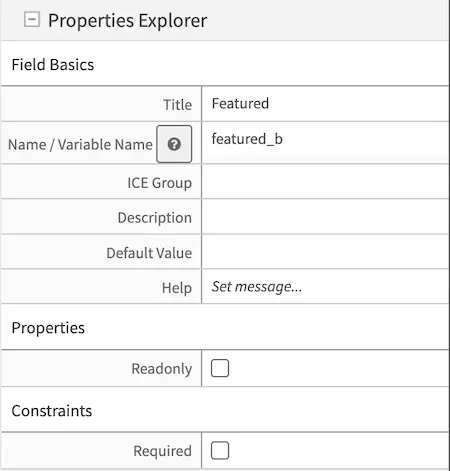 Properties Explorer
Field Basics
Title Featured
Name / Variable Name ? featured_b
ICE Group
Description
Default Value
Help Set message...
Properties
Readonly
Constraints
Required